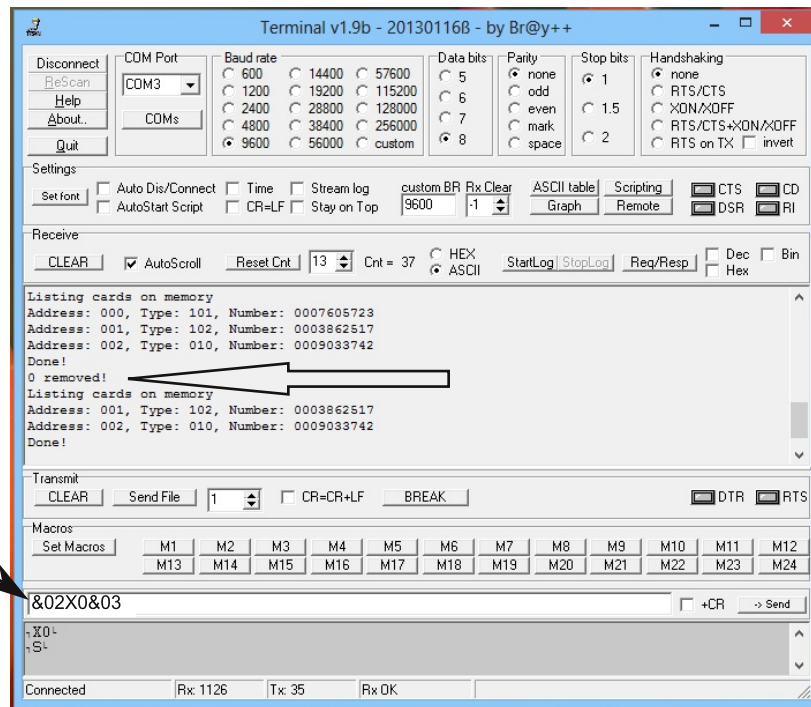 Terminal v1.9b - 20130116ß - by Br@y++
Disconnect
ReScan
Help
About..
Quit
COM Port
COM3
COMs
Baud rate
600 14400 57600
1200 19200 115200
2400 28800 128000
4800 38400 256000
9600 56000 custom
Data bits
5
6
7
8
Parity
none
odd
even
mark
space
Stop bits
1
1.5
2
Handshaking
none
RTS/CTS
XON/XOFF
RTS/CTS+XON/XOFF
RTS on TX invert
Settings
Set font
Auto Dis/Connect Time Stream log
AutoStart Script CR=LF Stay on Top
custom BR Rx Clear
9600 -1
ASCII table Scripting
Graph Remote
CTS CD
DSR RI
Receive
CLEAR AutoScroll Reset Cnt 13 Cnt = 37
HEX
ASCII
StartLog StopLog Req/Resp
Dec Bin
Hex
Listing cards on memory
Address: 000, Type: 101, Number: 0007605723
Address: 001, Type: 102, Number: 0003862517
Address: 002, Type: 010, Number: 0009033742
Done!
0 removed!
Listing cards on memory
Address: 001, Type: 102, Number: 0003862517
Address: 002, Type: 010, Number: 0009033742
Done!
Transmit
CLEAR Send File 1 CR=CR+LF BREAK DTR RTS
Macros
Set Macros M1 M2 M3 M4 M5 M6 M7 M8 M9 M10 M11 M12
M13 M14 M15 M16 M17 M18 M19 M20 M21 M22 M23 M24
&02X0&03 +CR -> Send
┐X0└
┐S└
Connected Rx: 1126 Tx: 35 Rx OK